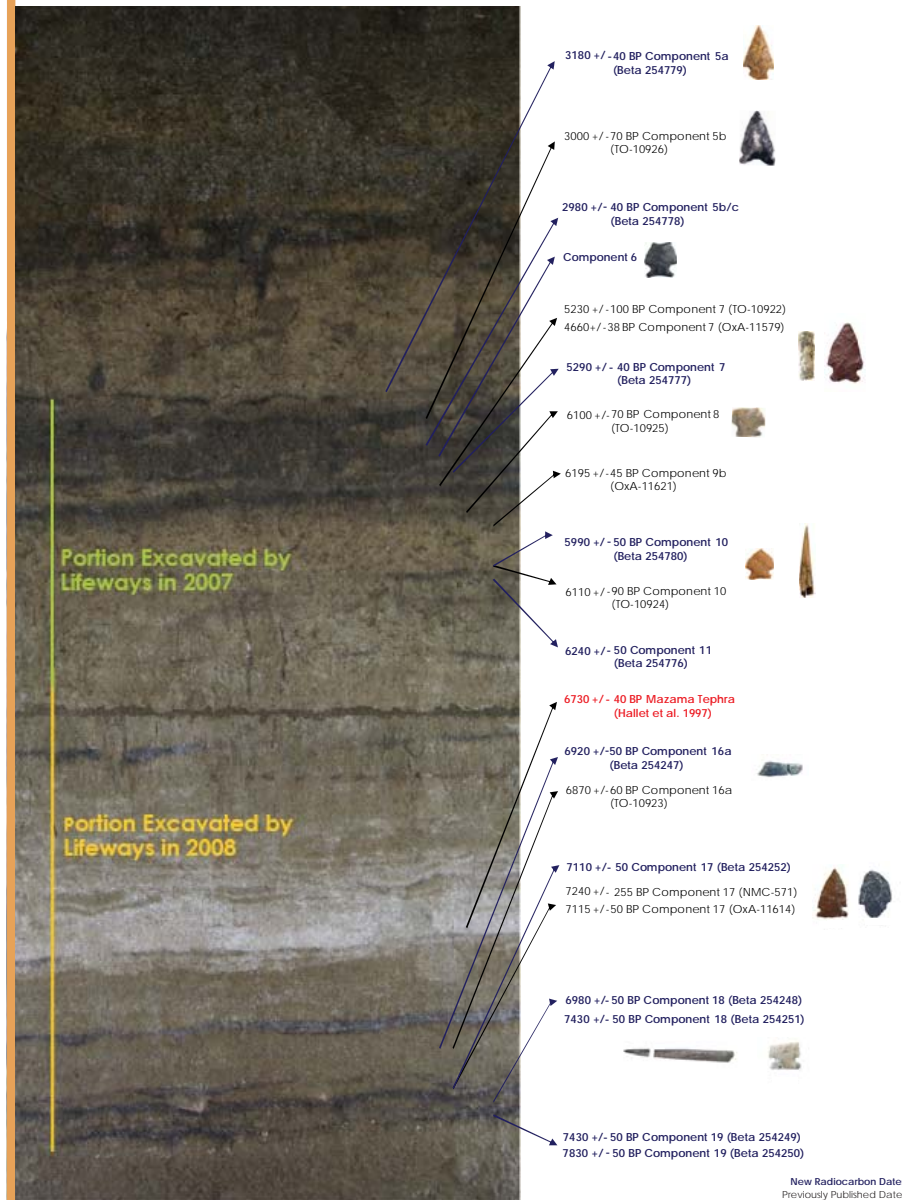 3180 +/-40 BP Component 5a
(Beta 254779)
3000 +/-70 BP Component 5b
(TO-10926)
2980 +/- 40 BP Component 5b/c
(Beta 254778)
Component 6
5230 +/-100 BP Component 7 (TO-10922)
4660+/-38 BP Component 7 (OxA-11579)
5290 +/- 40 BP Component 7
(Beta 254777)
6100 +/-70 BP Component 8
(TO-10925)
6195 +/-45 BP Component 9b
(OxA-11621)
Portion Excavated by
Lifeways in 2007
5990 +/- 50 BP Component 10
(Beta 254780)
6110 +/-90 BP Component 10
(TO-10924)
6240 +/- 50 Component 11
(Beta 254776)
6730 +/- 40 BP Mazama Tephra
(Hallet et al. 1997)
6920 +/-50 BP Component 16a
(Beta 254247)
6870 +/-60 BP Component 16a
(TO-10923)
Portion Excavated by
Lifeways in 2008
7110 +/- 50 Component 17 (Beta 254252)
7240 +/- 255 BP Component 17 (NMC-571)
7115 +/-50 BP Component 17 (OxA-11614)
6980 +/-50 BP Component 18 (Beta 254248)
7430 +/- 50 BP Component 18 (Beta 254251)
7430 +/- 50 BP Component 19 (Beta 254249)
7830 +/- 50 BP Component 19 (Beta 254250)
New Radiocarbon Date
Previously Published Date